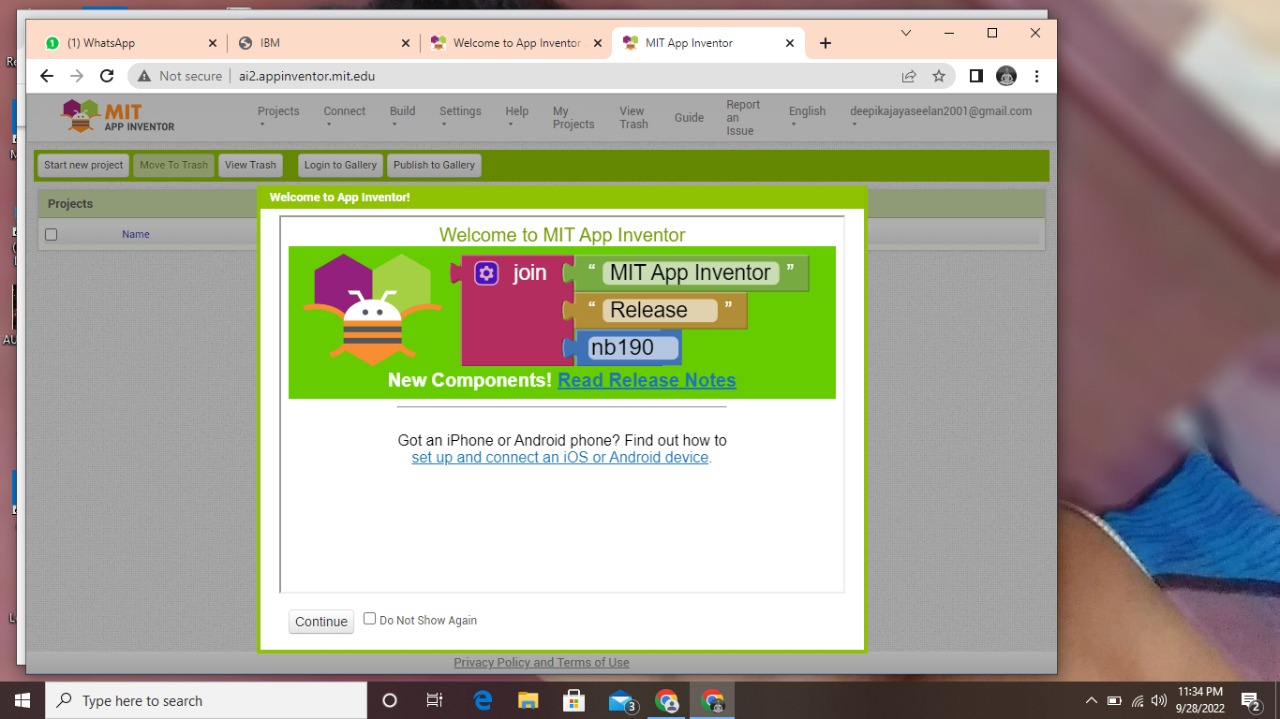 (1) WhatsApp
IBM
Welcome to App Inventor
MIT App Inventor
Not secure
ai2.appinventor.mit.edu
MIT
APP INVENTOR
Projects
Connect
Build
Settings
Help
My
Projects
View
Trash
Guide
Report
an
Issue
English
deepikajayaseelan2001@gmail.com
Start new project
Move To Trash
View Trash
Login to Gallery
Publish to Gallery
Projects
Name
Welcome to App Inventor!
Welcome to MIT App Inventor
join
“ MIT App Inventor ”
“ Release ”
nb190
New Components! Read Release Notes
Got an iPhone or Android phone? Find out how to
set up and connect an iOS or Android device.
Continue
Do Not Show Again
Privacy Policy and Terms of Use
Type here to search
3
11:34 PM
9/28/2022
2